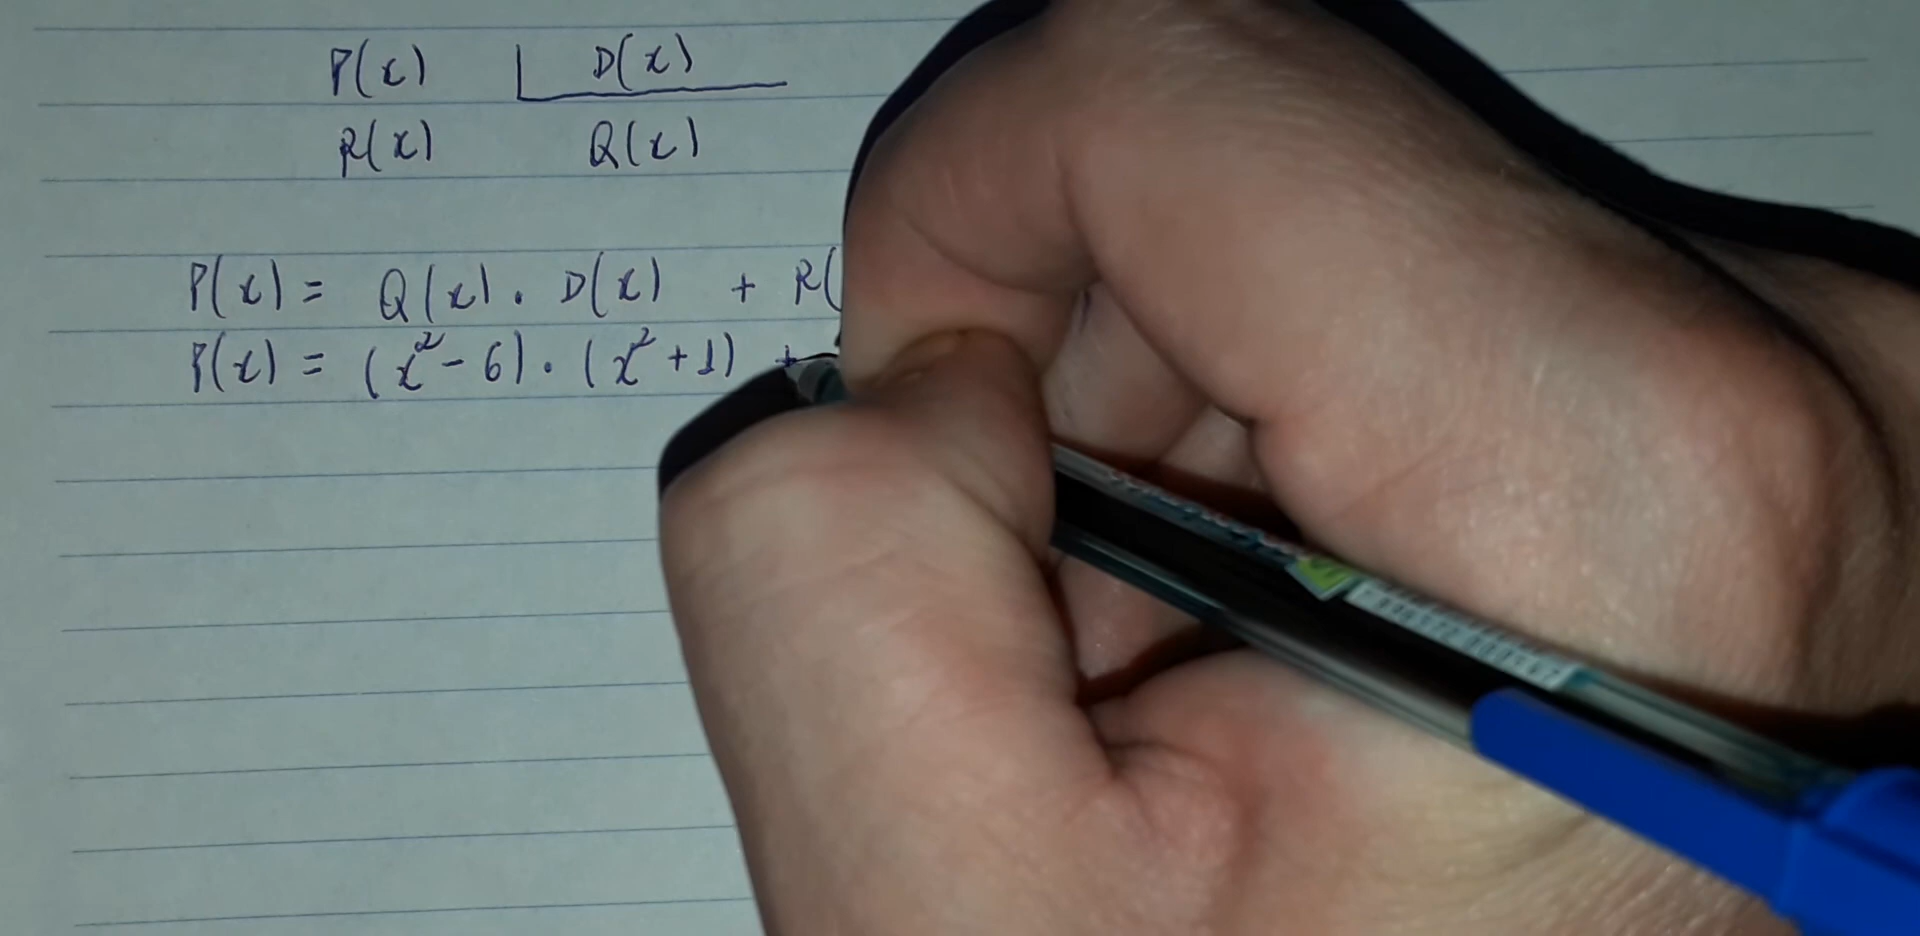 P(x) D(x)
R(x) Q(x)
P(x) = Q(x) . D(x) + R(
P(x) = (x² - 6) . (x² + 1) +